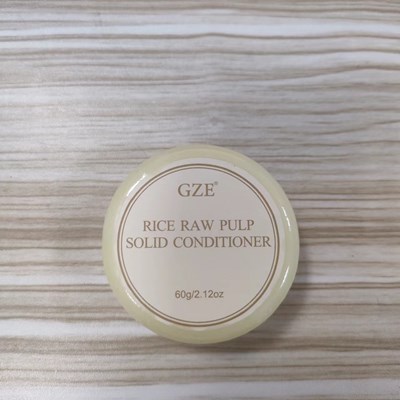 GZE®
RICE RAW PULP
SOLID CONDITIONER
60g/2.12oz